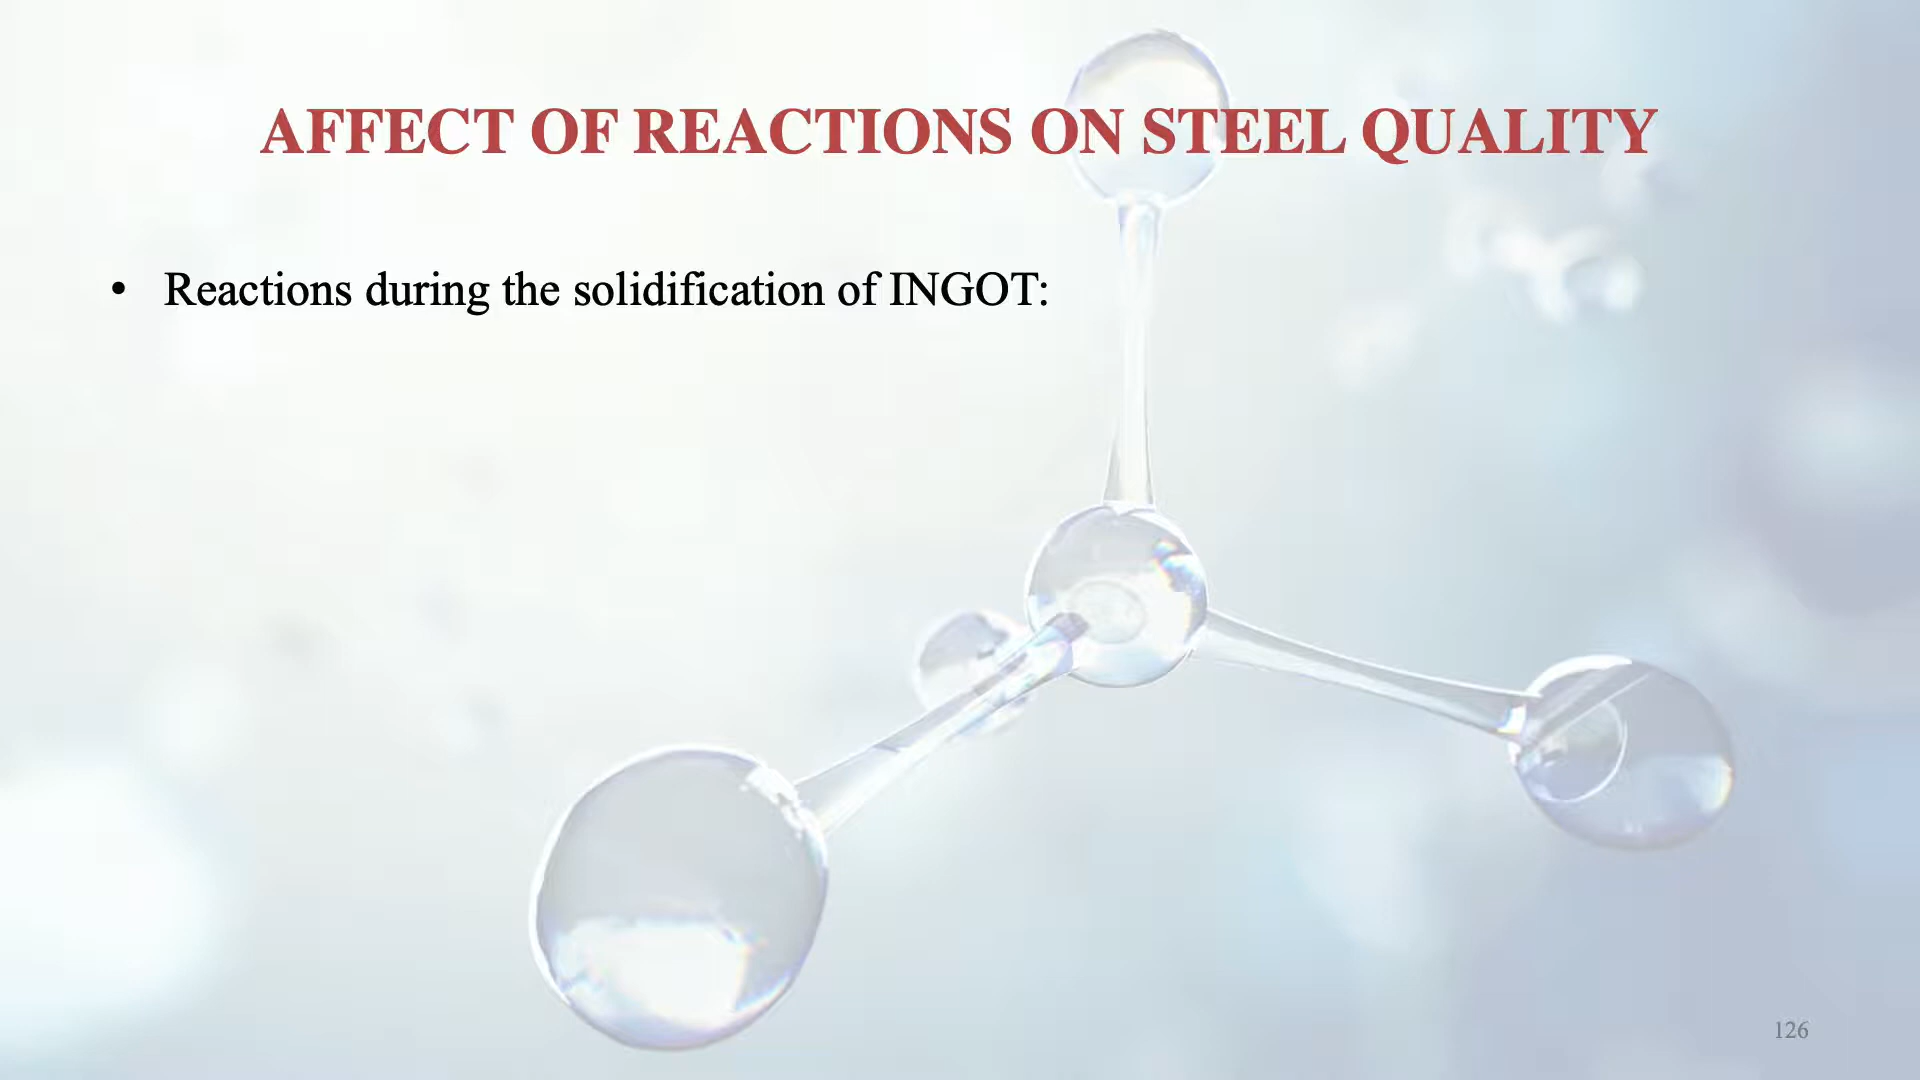 AFFECT OF REACTIONS ON STEEL QUALITY
• Reactions during the solidification of INGOT:
126